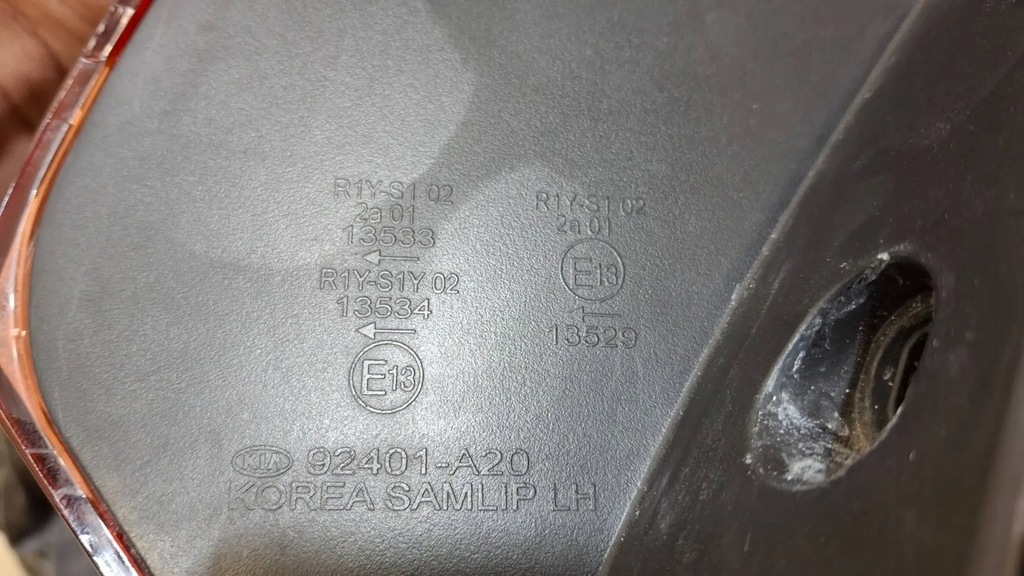 R1Y-S1 02
2a 01
13533
R1Y-S1Y 02
13534
E13
R1Y-S1 02
2a 01
E13
13529
KIA 92401-A20
KOREA SAMLIP LH